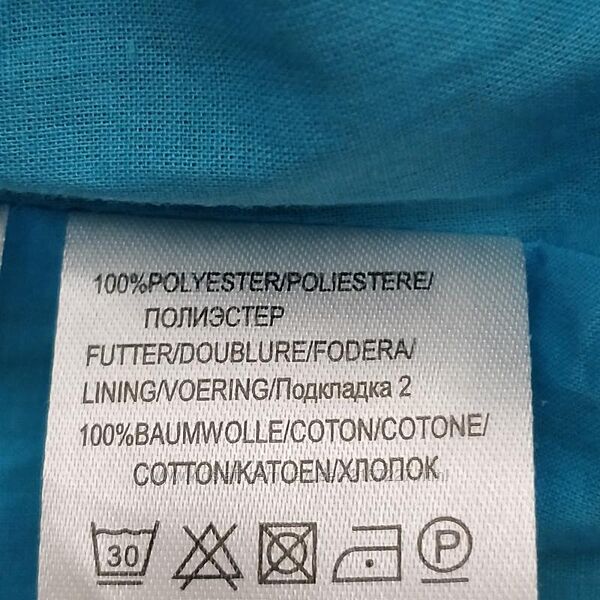 100%POLYESTER/POLIESTERE/
ПОЛИЭСТЕР
FUTTER/DOUBLURE/FODERA/
LINING/VOERING/Подкладка 2
100%BAUMWOLLE/COTON/COTONE/
COTTON/KATOEN/ХЛОПОК
30 P